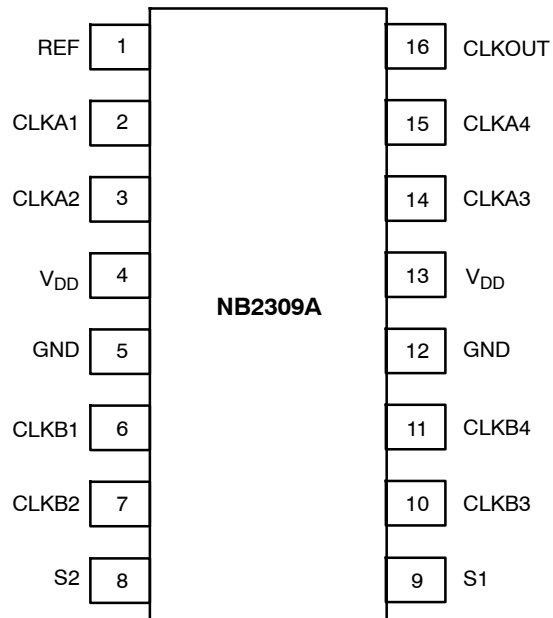 REF 1 16 CLKOUT
CLKA1 2 15 CLKA4
CLKA2 3 14 CLKA3
VDD 4 13 VDD
NB2309A
GND 5 12 GND
CLKB1 6 11 CLKB4
CLKB2 7 10 CLKB3
S2 8 9 S1